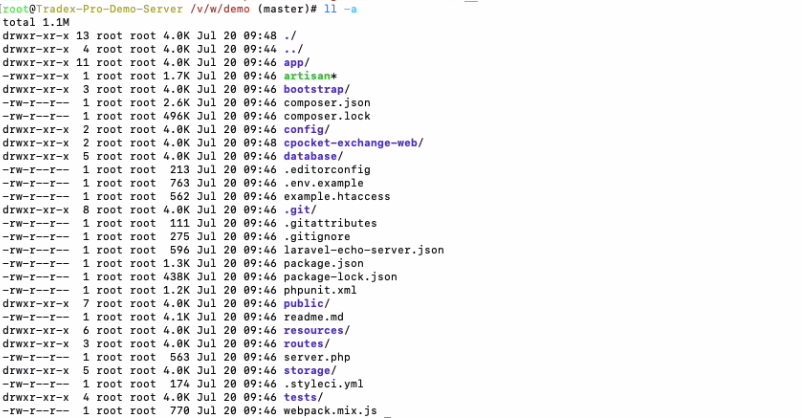 [root@Tradex-Pro-Demo-Server /v/w/demo (master)# ll -a
total 1.1M
drwxr-xr-x 13 root root 4.0K Jul 20 09:48 ./
drwxr-xr-x  4 root root 4.0K Jul 20 09:44 ../
drwxr-xr-x 11 root root 4.0K Jul 20 09:46 app/
-rwxr-xr-x  1 root root 1.7K Jul 20 09:46 artisan*
drwxr-xr-x  3 root root 4.0K Jul 20 09:46 bootstrap/
-rw-r--r--  1 root root 2.6K Jul 20 09:46 composer.json
-rw-r--r--  1 root root 496K Jul 20 09:46 composer.lock
drwxr-xr-x  2 root root 4.0K Jul 20 09:46 config/
drwxr-xr-x  2 root root 4.0K Jul 20 09:48 cpocket-exchange-web/
drwxr-xr-x  5 root root 4.0K Jul 20 09:46 database/
-rw-r--r--  1 root root  213 Jul 20 09:46 .editorconfig
-rw-r--r--  1 root root  763 Jul 20 09:46 .env.example
-rw-r--r--  1 root root  562 Jul 20 09:46 example.htaccess
drwxr-xr-x  8 root root 4.0K Jul 20 09:46 .git/
-rw-r--r--  1 root root  111 Jul 20 09:46 .gitattributes
-rw-r--r--  1 root root  275 Jul 20 09:46 .gitignore
-rw-r--r--  1 root root  596 Jul 20 09:46 laravel-echo-server.json
-rw-r--r--  1 root root 1.3K Jul 20 09:46 package.json
-rw-r--r--  1 root root 438K Jul 20 09:46 package-lock.json
-rw-r--r--  1 root root 1.2K Jul 20 09:46 phpunit.xml
drwxr-xr-x  7 root root 4.0K Jul 20 09:46 public/
-rw-r--r--  1 root root 4.1K Jul 20 09:46 readme.md
drwxr-xr-x  6 root root 4.0K Jul 20 09:46 resources/
drwxr-xr-x  3 root root 4.0K Jul 20 09:46 routes/
-rw-r--r--  1 root root  563 Jul 20 09:46 server.php
drwxr-xr-x  5 root root 4.0K Jul 20 09:46 storage/
-rw-r--r--  1 root root  174 Jul 20 09:46 .styleci.yml
drwxr-xr-x  4 root root 4.0K Jul 20 09:46 tests/
-rw-r--r--  1 root root  770 Jul 20 09:46 webpack.mix.js